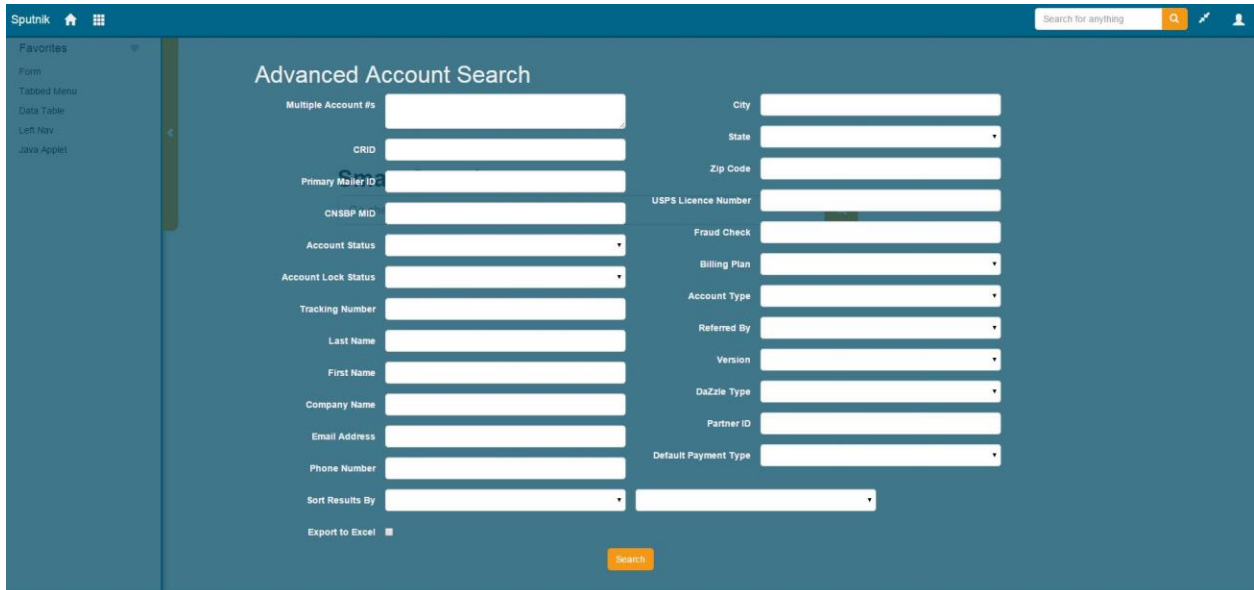 Sputnik
Search for anything
Favorites
Form
Tabbed Menu
Data Table
Left Nav
Java Applet
Advanced Account Search
Multiple Account #s
CRID
Primary Mailer ID
CNSBP MID
Account Status
Account Lock Status
Tracking Number
Last Name
First Name
Company Name
Email Address
Phone Number
Sort Results By
Export to Excel
City
State
Zip Code
USPS Licence Number
Fraud Check
Billing Plan
Account Type
Referred By
Version
DaZzle Type
Partner ID
Default Payment Type
Search